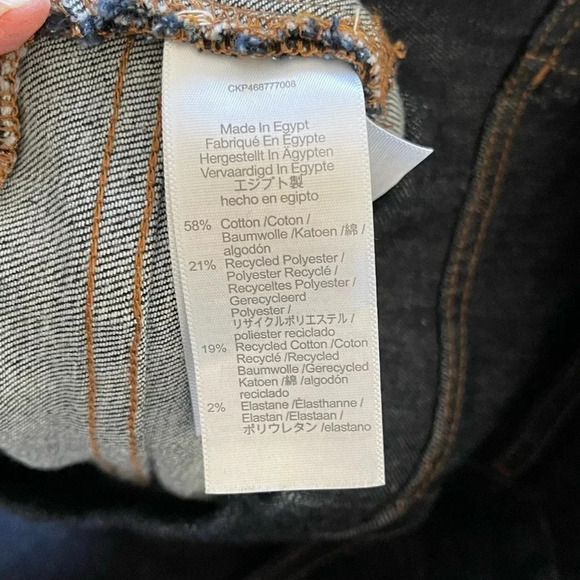 CKP468777008
Made In Egypt
Fabriqué En Égypte
Hergestellt In Ägypten
Vervaardigd In Egypte
エジプト製
hecho en egipto
58% Cotton /Coton /
Baumwolle /Katoen /綿 /
algodón
21% Recycled Polyester /
Polyester Recyclé /
Recyceltes Polyester /
Gerecycleerd
Polyester /
リサイクルポリエステル /
poliester reciclado
19% Recycled Cotton /Coton
Recyclé /Recycled
Baumwolle /Gerecycled
Katoen /綿 /algodón
reciclado
2% Elastane /Élasthanne /
Elastan /Elastaan /
ポリウレタン /elastano